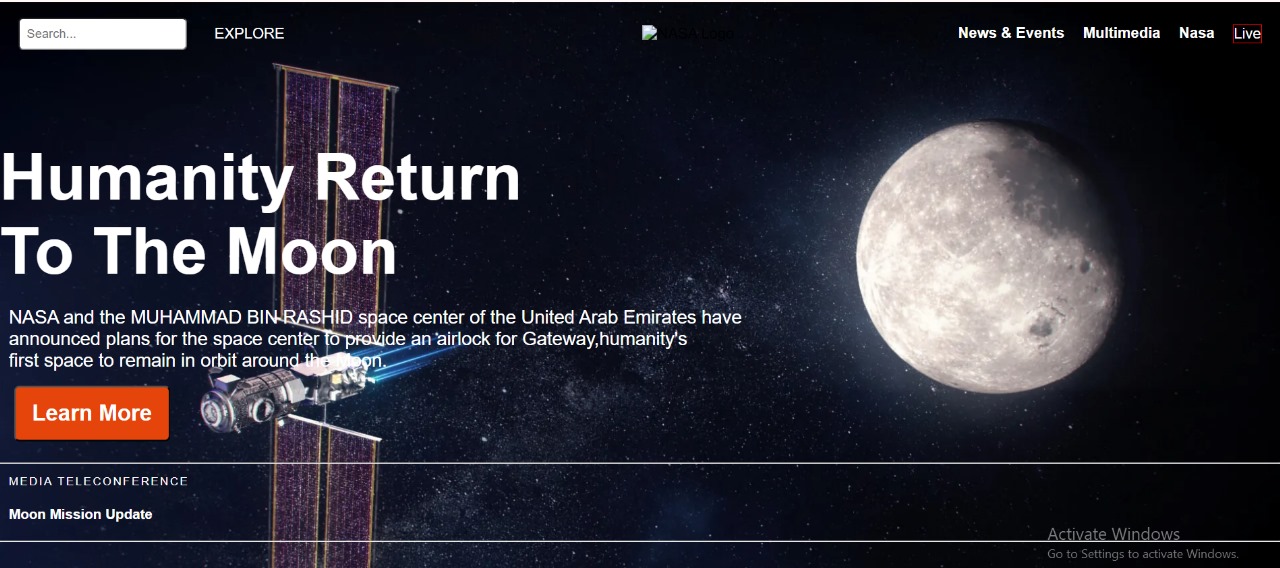 Search...
EXPLORE
NASA Logo
News & Events
Multimedia
Nasa
Live
Humanity Return
To The Moon
NASA and the MUHAMMAD BIN RASHID space center of the United Arab Emirates have
announced plans for the space center to provide an airlock for Gateway,humanity's
first space to remain in orbit around the Moon.
Learn More
MEDIA TELECONFERENCE
Moon Mission Update
Activate Windows
Go to Settings to activate Windows.